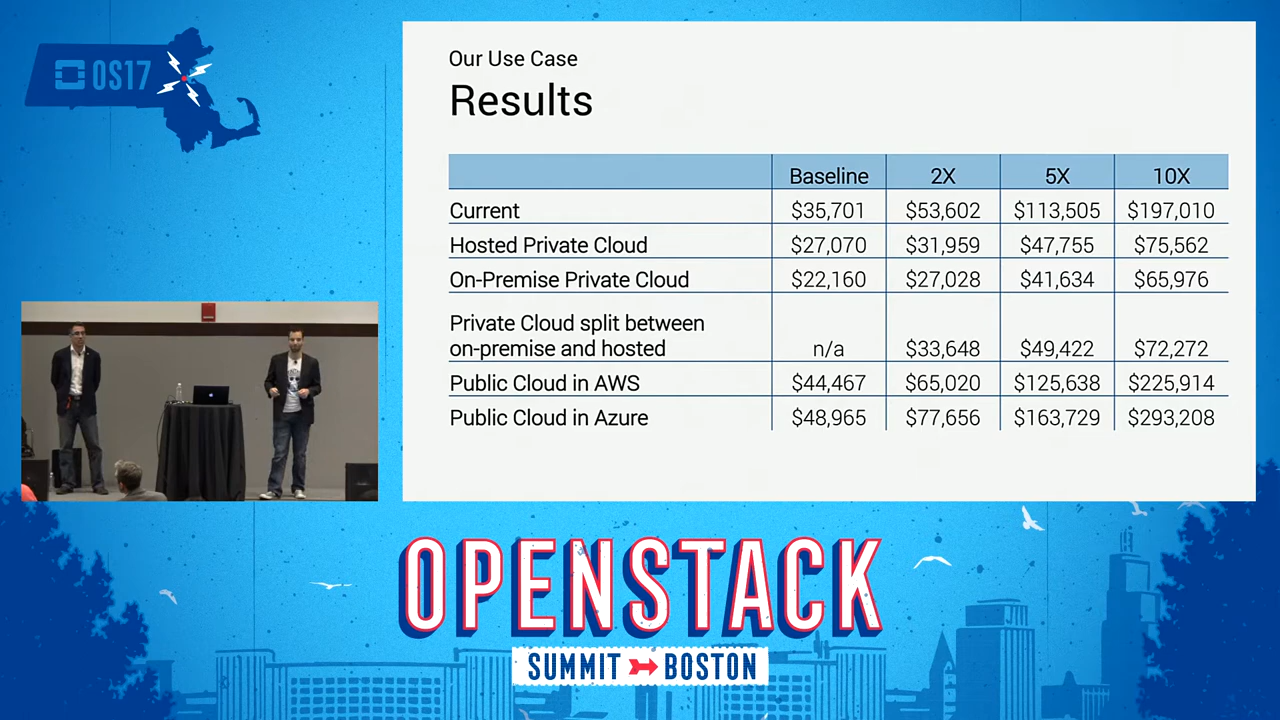 OS17
Our Use Case
Results
Baseline 2X 5X 10X
Current $35,701 $53,602 $113,505 $197,010
Hosted Private Cloud $27,070 $31,959 $47,755 $75,562
On-Premise Private Cloud $22,160 $27,028 $41,634 $65,976
Private Cloud split between
on-premise and hosted n/a $33,648 $49,422 $72,272
Public Cloud in AWS $44,467 $65,020 $125,638 $225,914
Public Cloud in Azure $48,965 $77,656 $163,729 $293,208
OPENSTACK
SUMMIT BOSTON